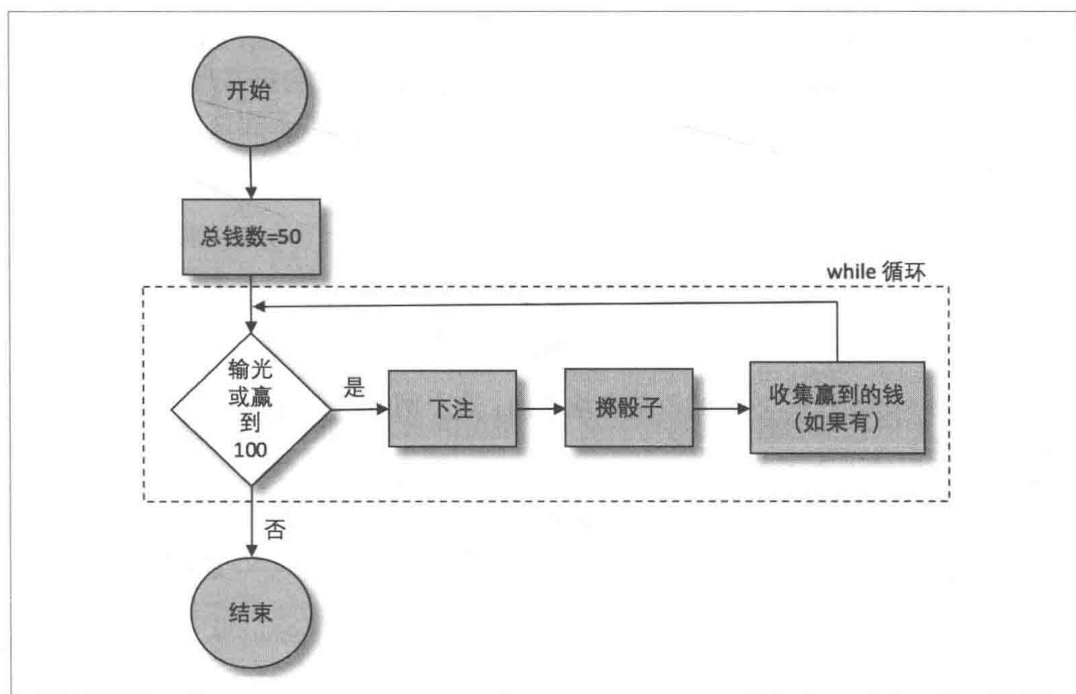 开始
总钱数=50
while 循环
输光
或赢
到
100
是
下注
掷骰子
收集赢到的钱
（如果有）
否
结束